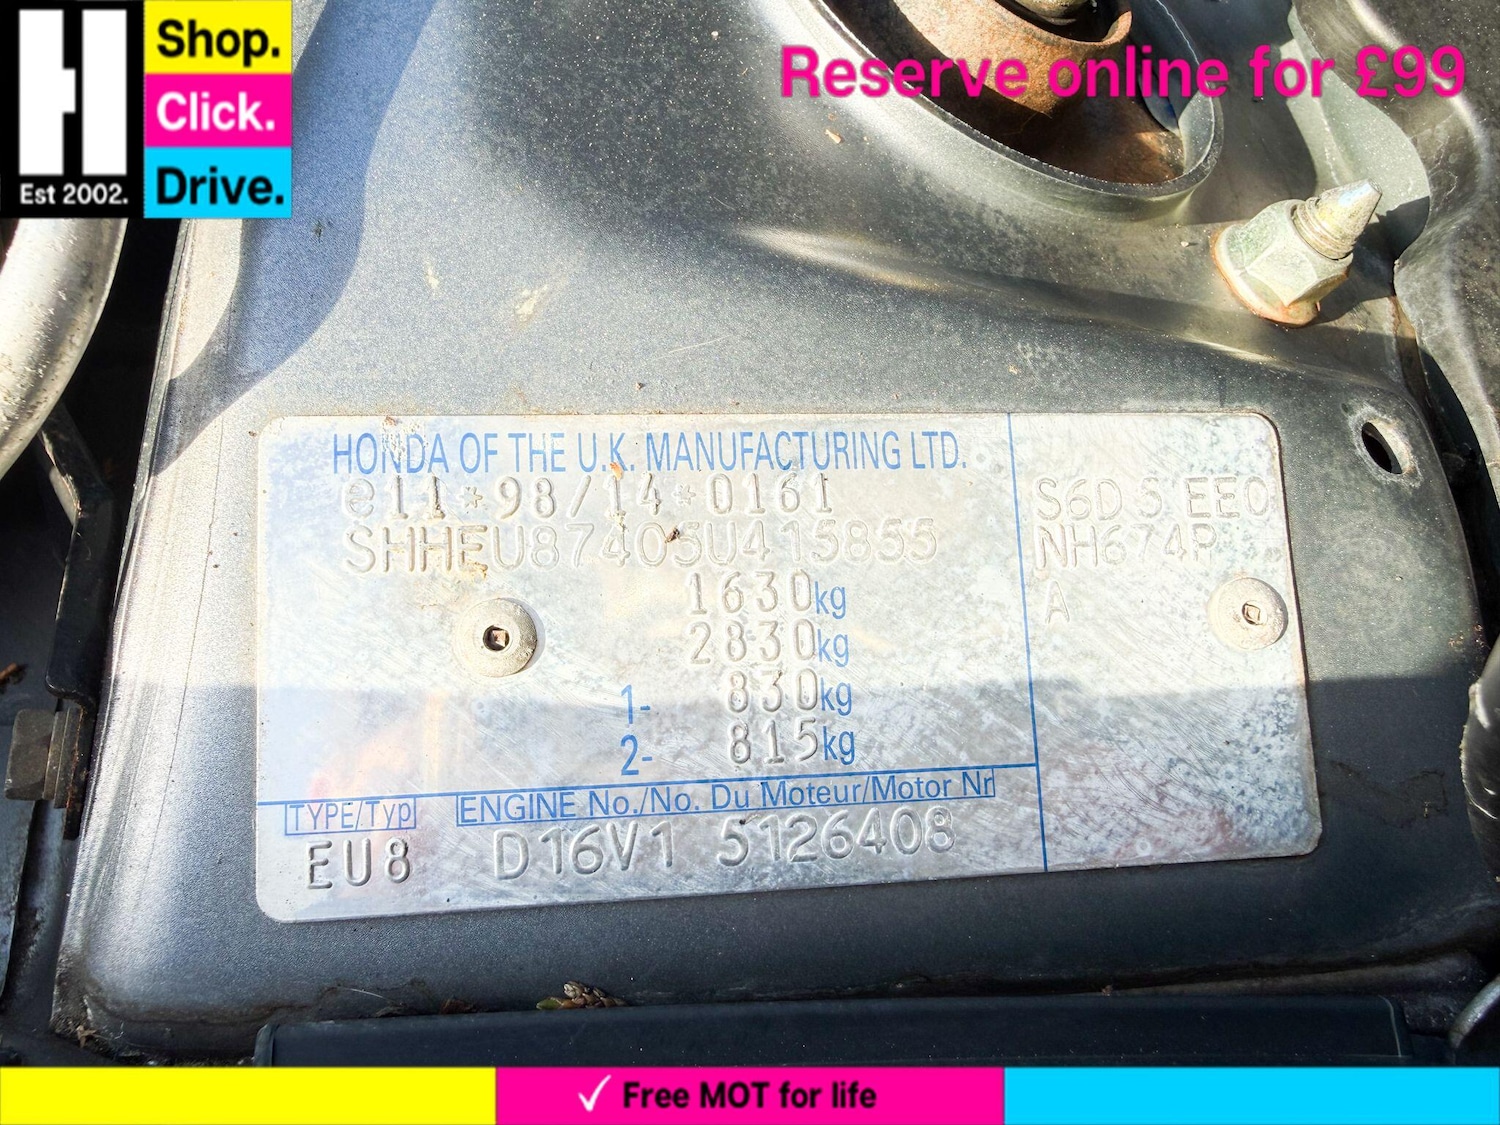 Shop.
Click.
Drive.
Est 2002.
Reserve online for £99
HONDA OF THE U.K. MANUFACTURING LTD.
e11*98/14*0161
SHHEU87405U415855
1630kg
2830kg
1- 830kg
2- 815kg
S6D5EE0
NH674P
A
TYPE/Typ
ENGINE No./No. Du Moteur/Motor Nr
EU8
D16V1 5126408
✓ Free MOT for life